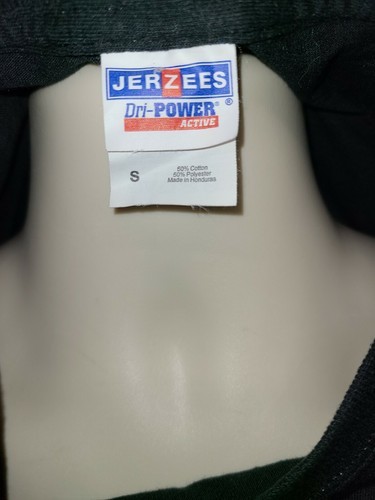 JERZEES
Dri-POWER® ®
ACTIVE
S
50% Cotton
50% Polyester
Made in Honduras